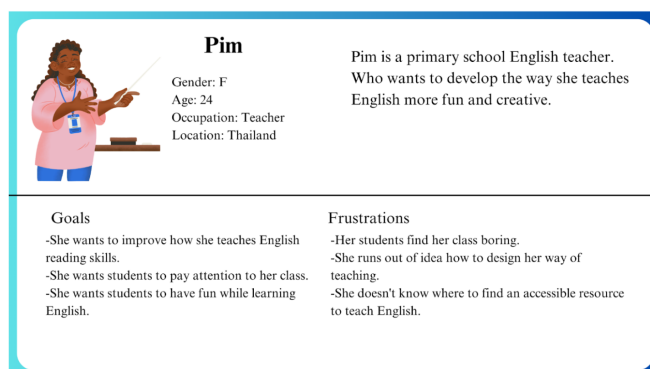 Pim
Gender: F
Age: 24
Occupation: Teacher
Location: Thailand
Pim is a primary school English teacher.
Who wants to develop the way she teaches
English more fun and creative.
Goals
-She wants to improve how she teaches English
reading skills.
-She wants students to pay attention to her class.
-She wants students to have fun while learning
English.
Frustrations
-Her students find her class boring.
-She runs out of idea how to design her way of
teaching.
-She doesn't know where to find an accessible resource
to teach English.